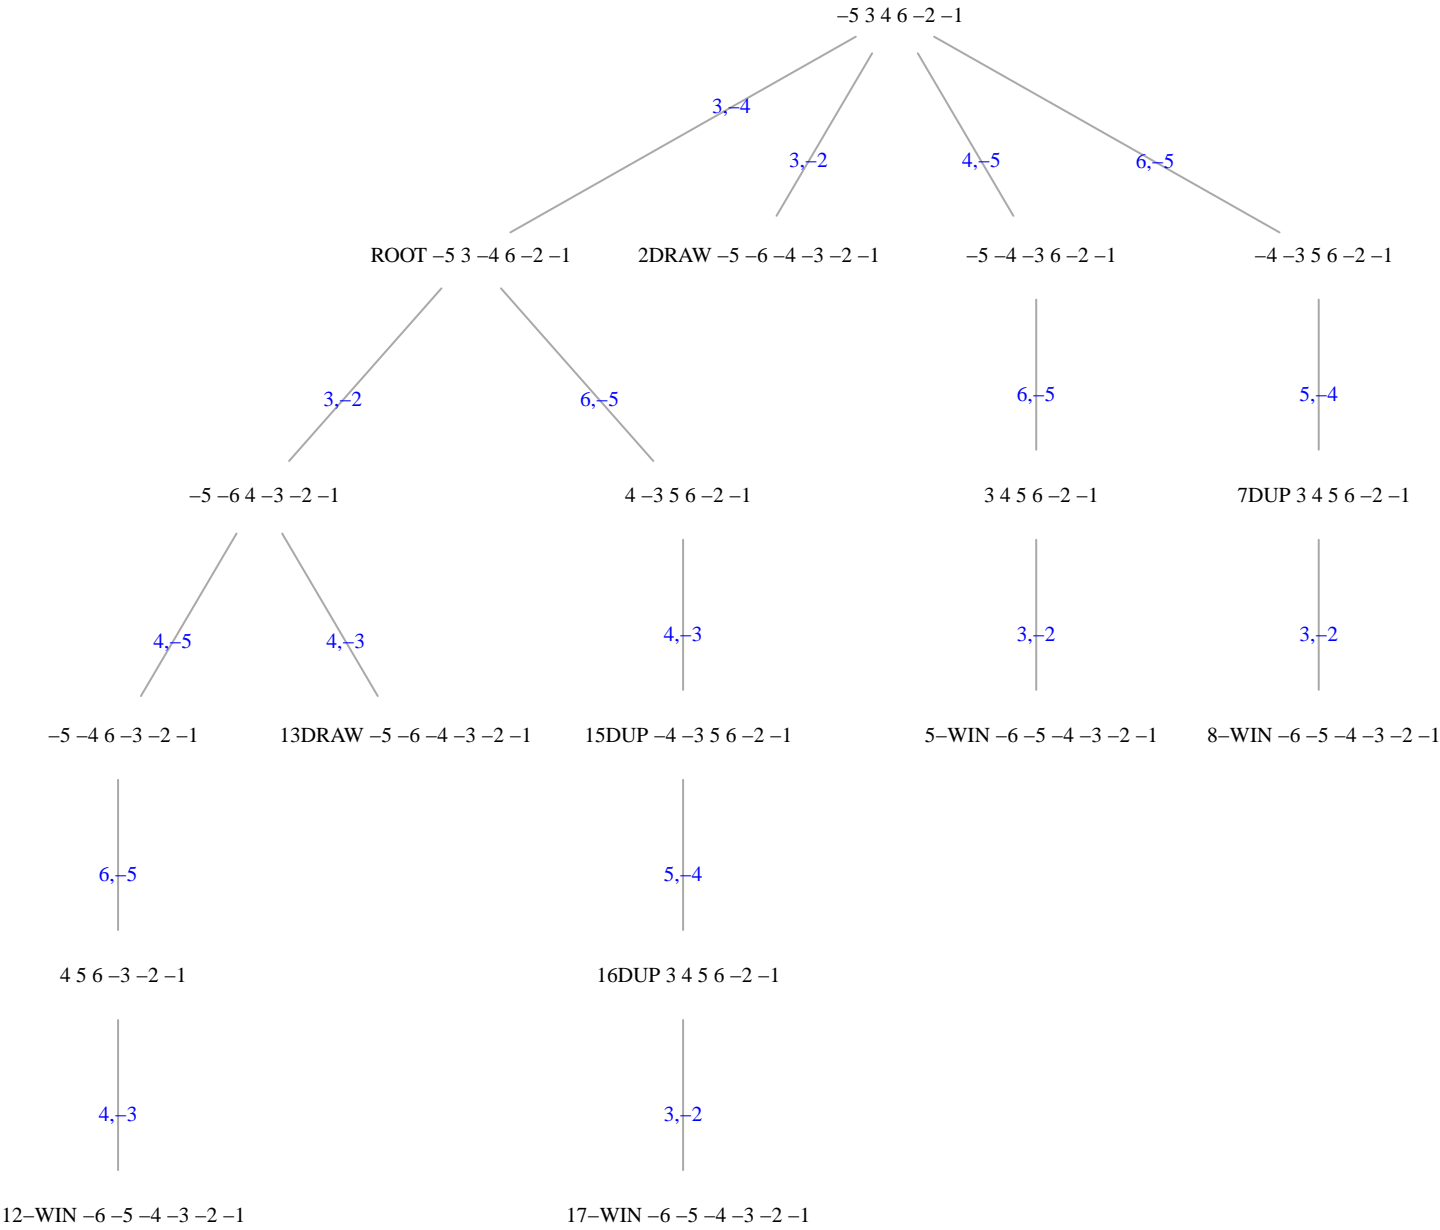 –5 3 4 6 –2 –1
3,–4
3,–2
4,–5
6,–5
ROOT –5 3 –4 6 –2 –1
2DRAW –5 –6 –4 –3 –2 –1
–5 –4 –3 6 –2 –1
–4 –3 5 6 –2 –1
3,–2
6,–5
6,–5
5,–4
–5 –6 4 –3 –2 –1
4 –3 5 6 –2 –1
3 4 5 6 –2 –1
7DUP 3 4 5 6 –2 –1
4,–5
4,–3
4,–3
3,–2
3,–2
–5 –4 6 –3 –2 –1
13DRAW –5 –6 –4 –3 –2 –1
15DUP –4 –3 5 6 –2 –1
5–WIN –6 –5 –4 –3 –2 –1
8–WIN –6 –5 –4 –3 –2 –1
6,–5
5,–4
4 5 6 –3 –2 –1
16DUP 3 4 5 6 –2 –1
4,–3
3,–2
12–WIN –6 –5 –4 –3 –2 –1
17–WIN –6 –5 –4 –3 –2 –1